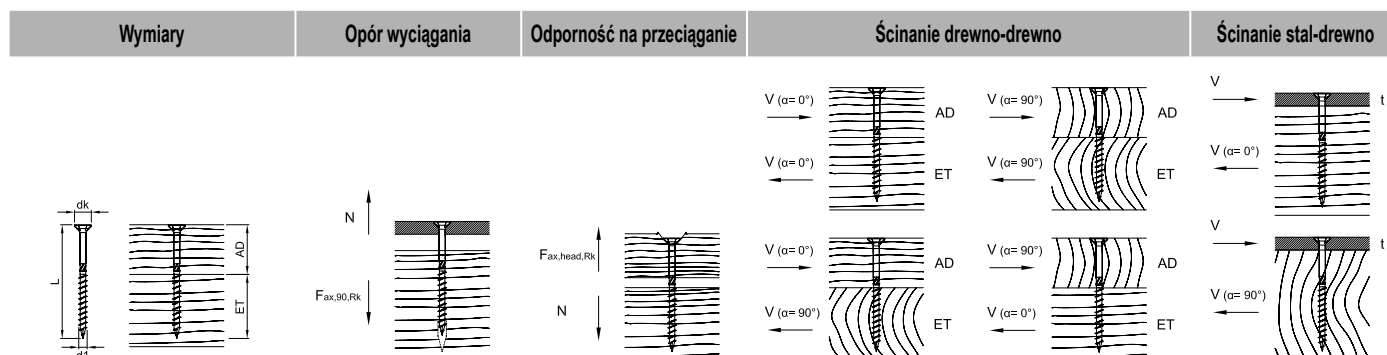 Wymiary
Opór wyciągania
Odporność na przeciąganie
Ścinanie drewno-drewno
Ścinanie stal-drewno
dk
L
AD
ET
d1
N
Fax,90,Rk
Fax,head,Rk
N
V (α= 0°)
AD
V (α= 0°)
ET
V (α= 90°)
AD
V (α= 90°)
ET
V (α= 0°)
AD
V (α= 90°)
ET
V (α= 90°)
AD
V (α= 0°)
ET
V
t
V (α= 0°)
V
t
V (α= 90°)